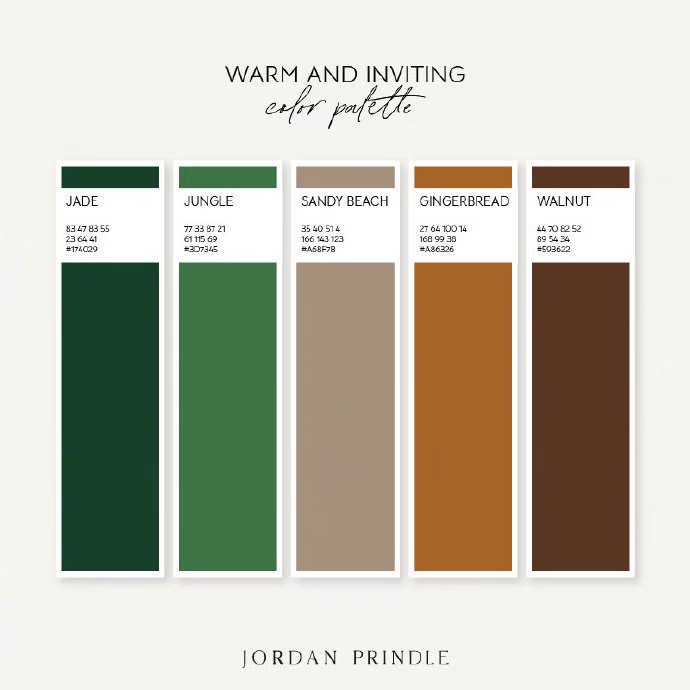 WARM AND INVITING
color palette
JADE
83 47 83 55
23 64 41
#174029
JUNGLE
77 33 87 21
61 115 69
#3D7345
SANDY BEACH
35 40 51 4
166 143 123
#A68F7B
GINGERBREAD
27 64 100 14
168 99 38
#A86326
WALNUT
44 70 82 52
89 54 34
#593622
JORDAN PRINDLE